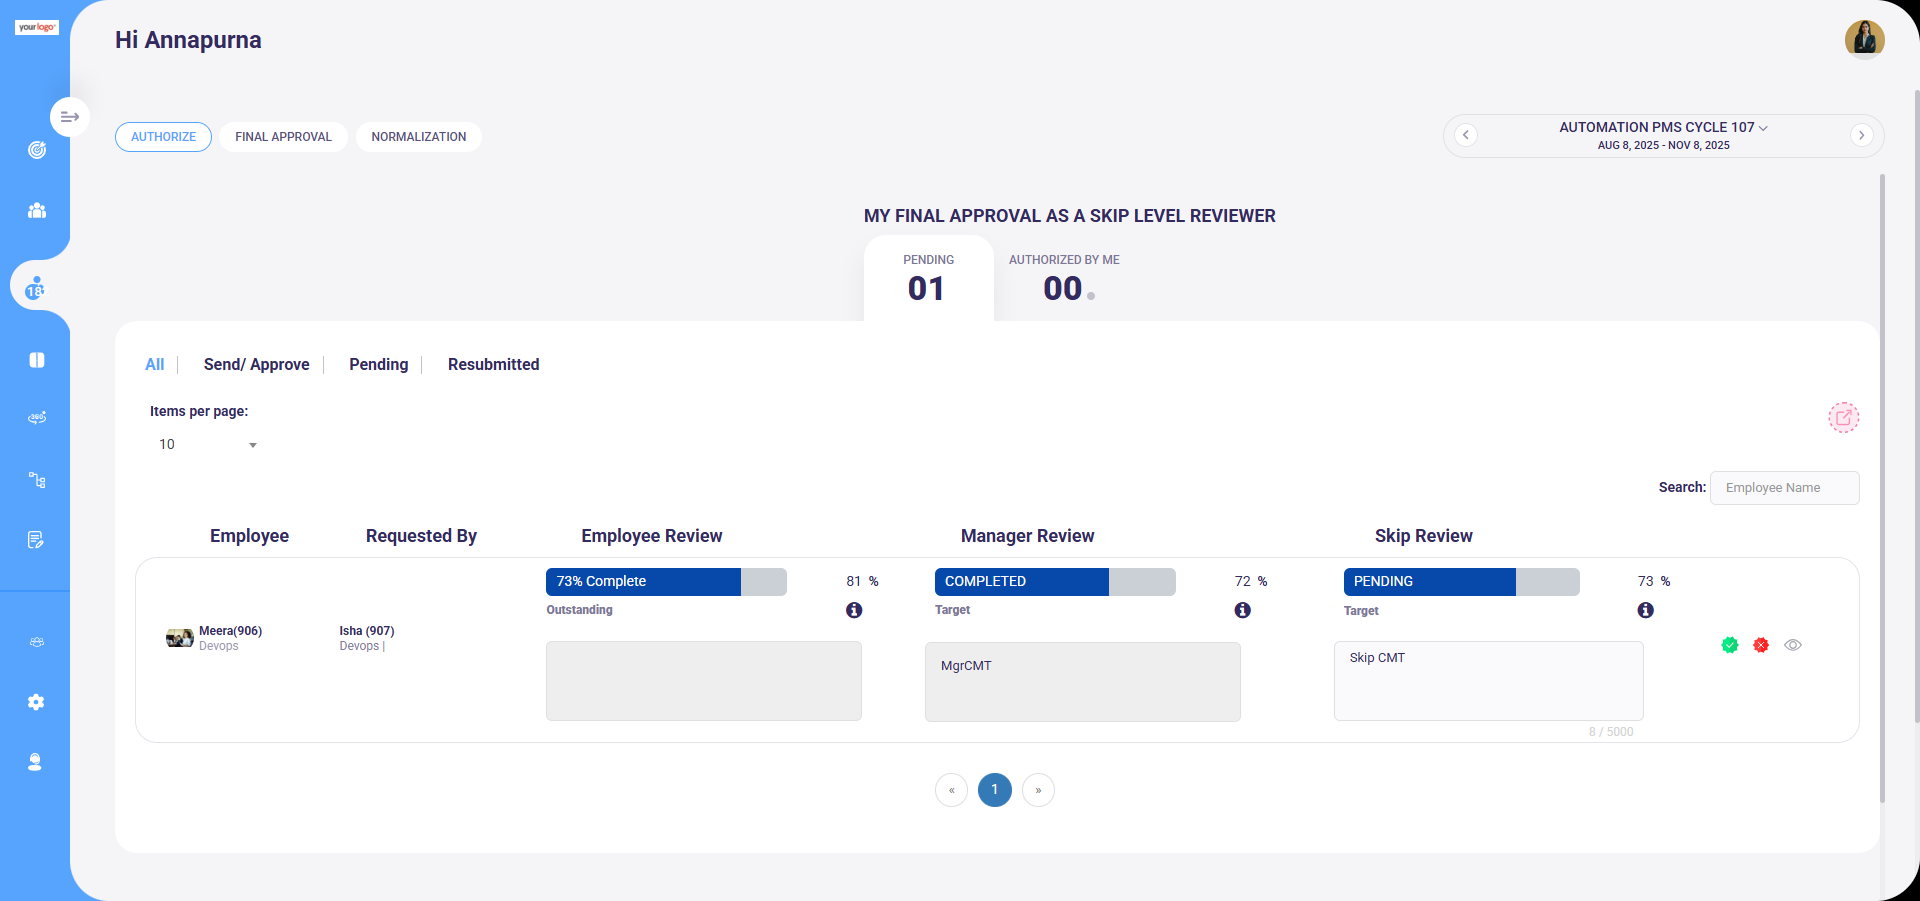 yourlogo
Hi Annapurna
AUTHORIZE
FINAL APPROVAL
NORMALIZATION
AUTOMATION PMS CYCLE 107
AUG 8, 2025 - NOV 8, 2025
MY FINAL APPROVAL AS A SKIP LEVEL REVIEWER
PENDING
01
AUTHORIZED BY ME
00
18
All
Send/ Approve
Pending
Resubmitted
360
Items per page:
10
Search:
Employee Name
Employee
Requested By
Employee Review
Manager Review
Skip Review
73% Complete
81 %
COMPLETED
72 %
PENDING
73 %
Outstanding
Target
Target
Meera(906)
Devops
Isha (907)
Devops |
MgrCMT
Skip CMT
8 / 5000
« 1 »